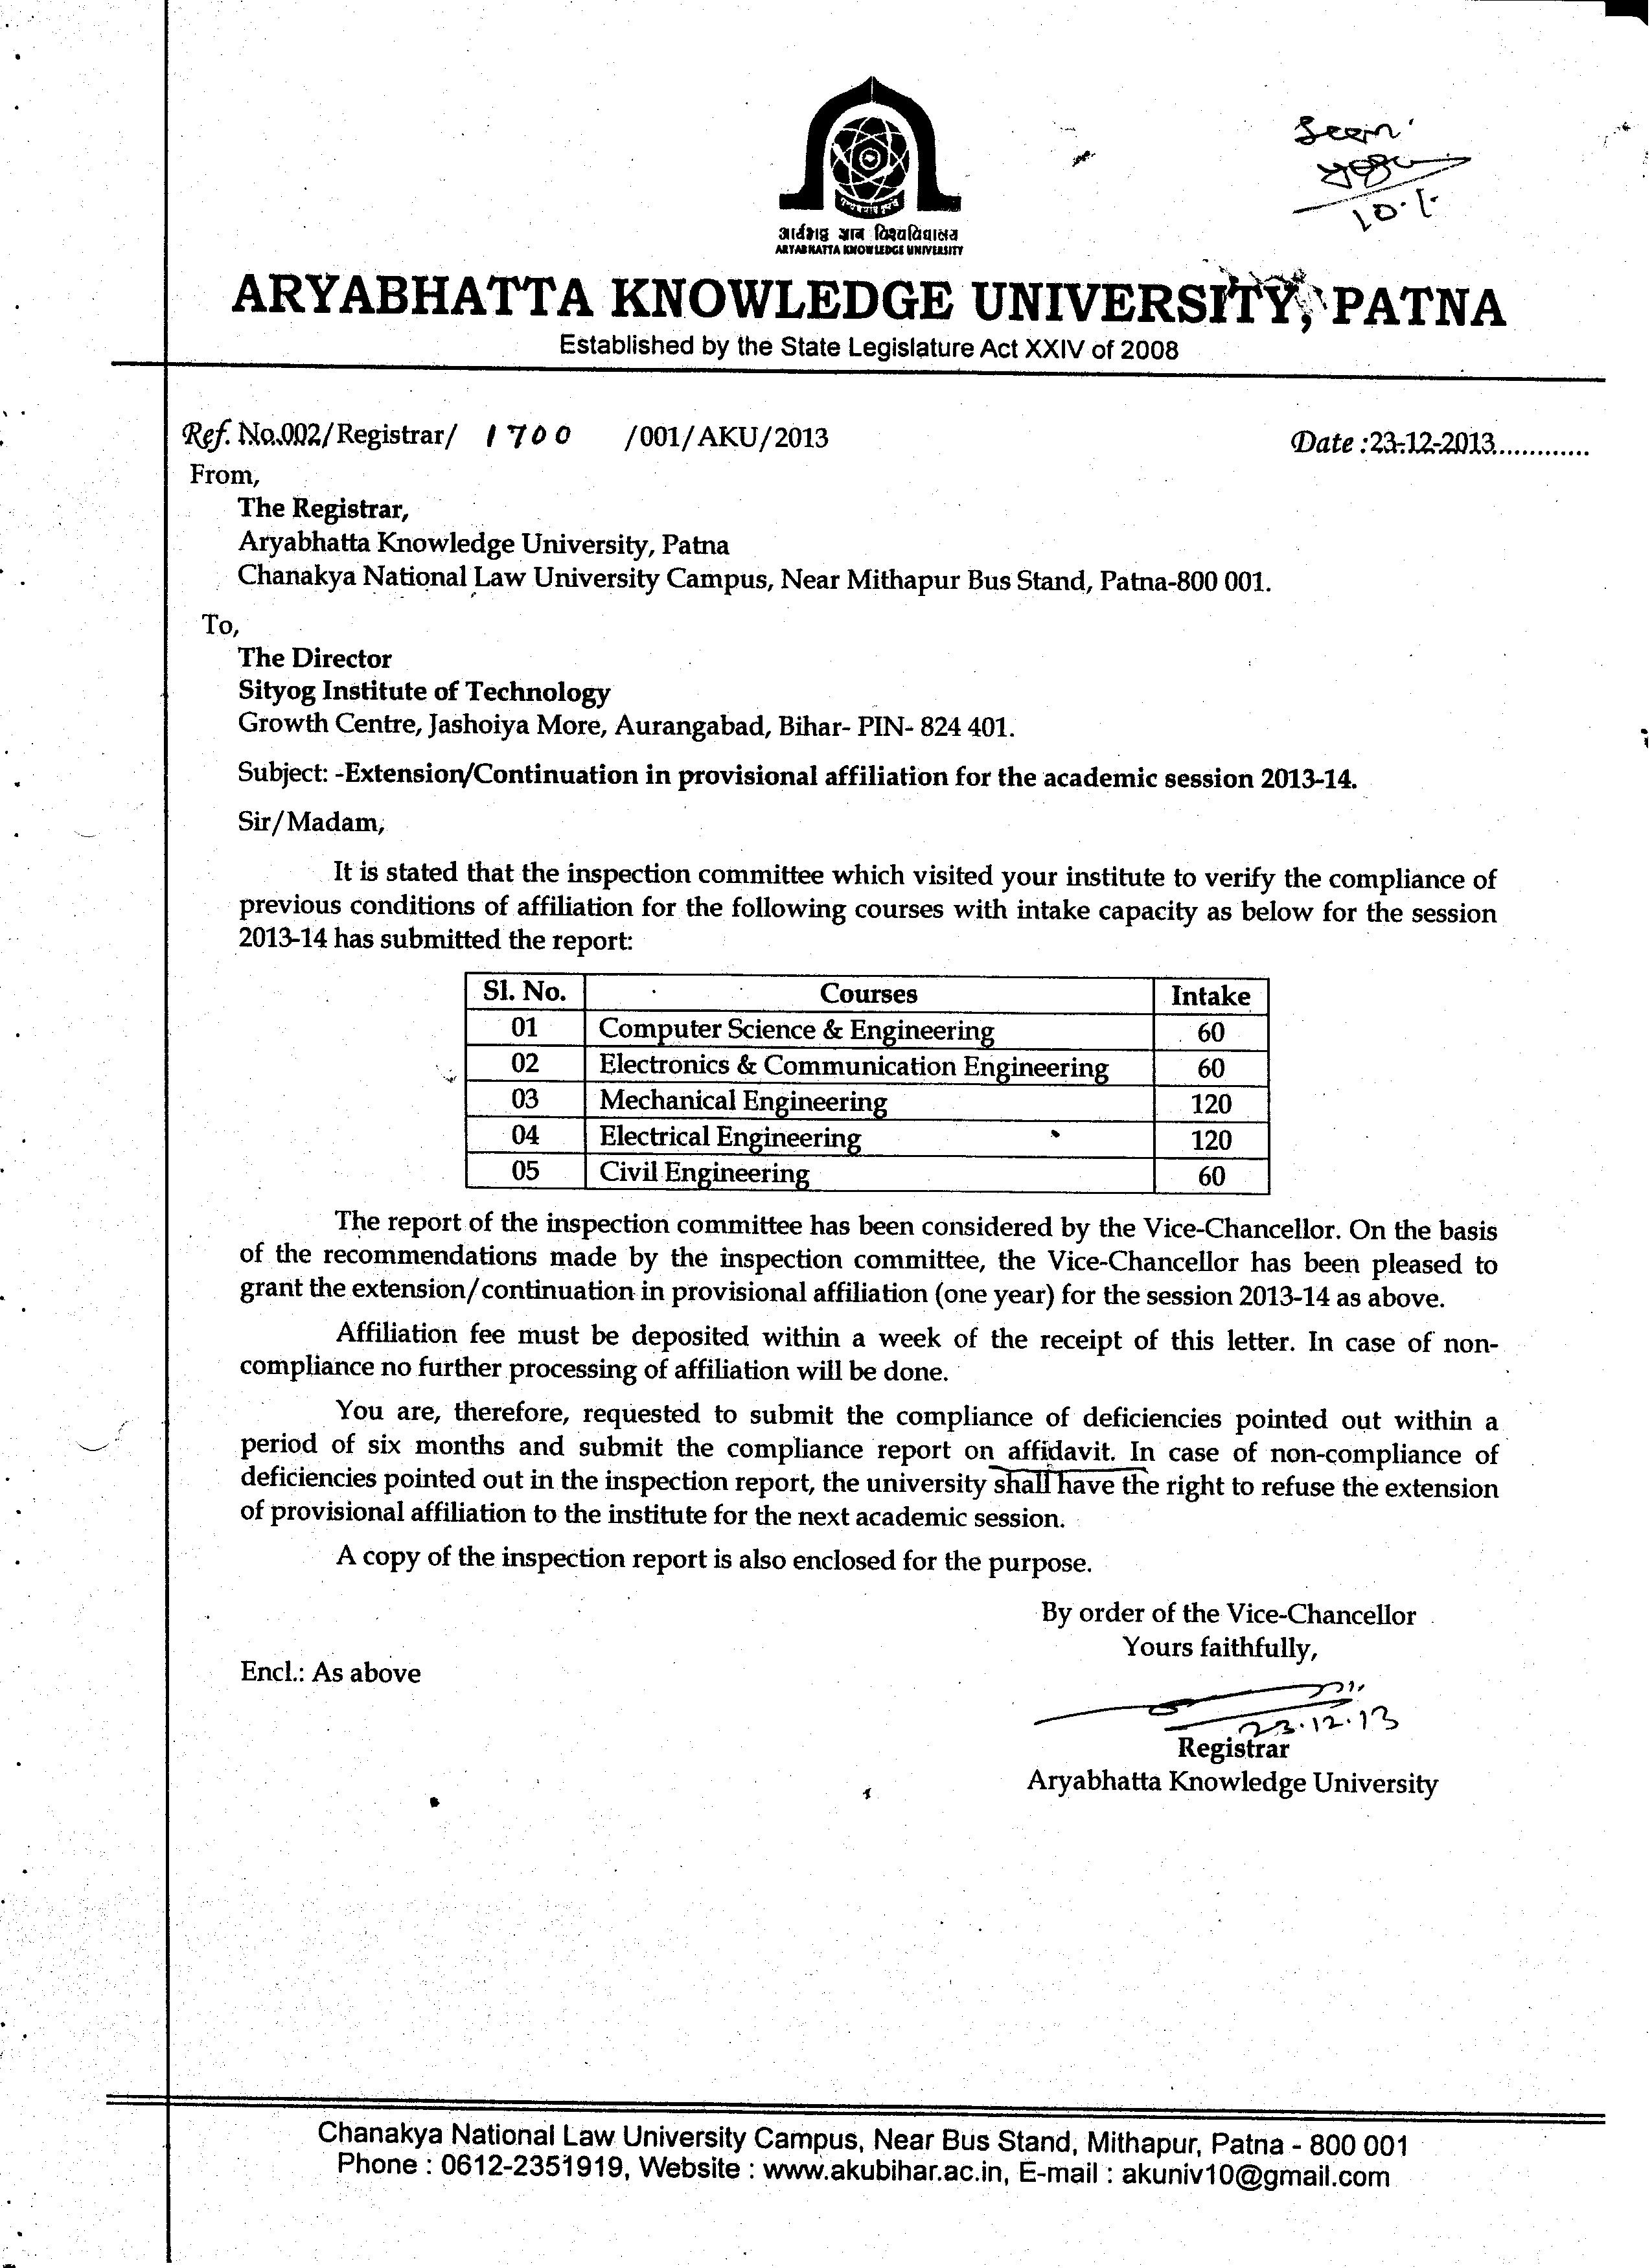 Seen
10.1.
आर्यभट्ट ज्ञान विश्वविद्यालय
ARYABHATTA KNOWLEDGE UNIVERSITY
ARYABHATTA KNOWLEDGE UNIVERSITY, PATNA
Established by the State Legislature Act XXIV of 2008
Ref. No.002/Registrar/ 1700 /001/AKU/2013 Date :23-12-2013.............
From,
The Registrar,
Aryabhatta Knowledge University, Patna
Chanakya National Law University Campus, Near Mithapur Bus Stand, Patna-800 001.
To,
The Director
Sityog Institute of Technology
Growth Centre, Jashoiya More, Aurangabad, Bihar- PIN- 824 401.
Subject: -Extension/Continuation in provisional affiliation for the academic session 2013-14.
Sir/Madam,
It is stated that the inspection committee which visited your institute to verify the compliance of
previous conditions of affiliation for the following courses with intake capacity as below for the session
2013-14 has submitted the report:
Sl. No. Courses Intake
01 Computer Science & Engineering 60
02 Electronics & Communication Engineering 60
03 Mechanical Engineering 120
04 Electrical Engineering 120
05 Civil Engineering 60
The report of the inspection committee has been considered by the Vice-Chancellor. On the basis
of the recommendations made by the inspection committee, the Vice-Chancellor has been pleased to
grant the extension/continuation in provisional affiliation (one year) for the session 2013-14 as above.
Affiliation fee must be deposited within a week of the receipt of this letter. In case of non-
compliance no further processing of affiliation will be done.
You are, therefore, requested to submit the compliance of deficiencies pointed out within a
period of six months and submit the compliance report on affidavit. In case of non-compliance of
deficiencies pointed out in the inspection report, the university shall have the right to refuse the extension
of provisional affiliation to the institute for the next academic session.
A copy of the inspection report is also enclosed for the purpose.
By order of the Vice-Chancellor
Yours faithfully,
Encl.: As above
23.12.13
Registrar
Aryabhatta Knowledge University
Chanakya National Law University Campus, Near Bus Stand, Mithapur, Patna - 800 001
Phone : 0612-2351919, Website : www.akubihar.ac.in, E-mail : akuniv10@gmail.com